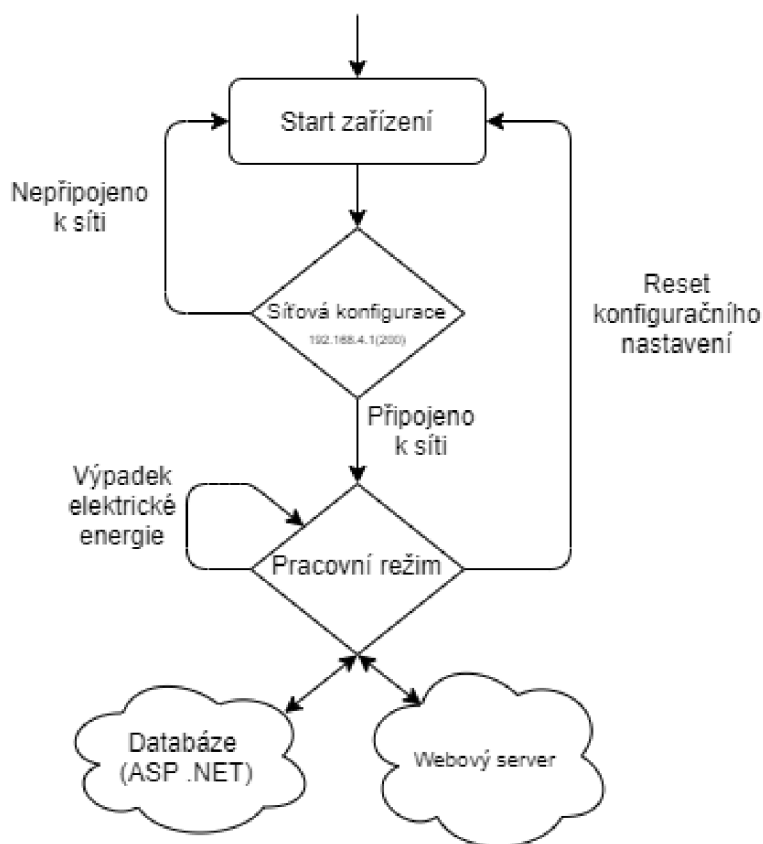 Start zařízení
Nepřipojeno
k síti
Síťová konfigurace
192.168.4.1(200)
Reset
konfiguračního
nastavení
Připojeno
k síti
Výpadek
elektrické
energie
Pracovní režim
Databáze
(ASP .NET)
Webový server